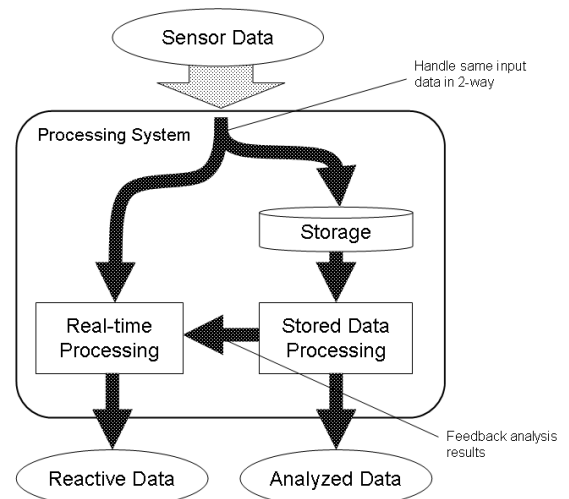 Sensor Data
Handle same input
data in 2-way
Processing System
Storage
Real-time
Processing
Stored Data
Processing
Feedback analysis
results
Reactive Data
Analyzed Data